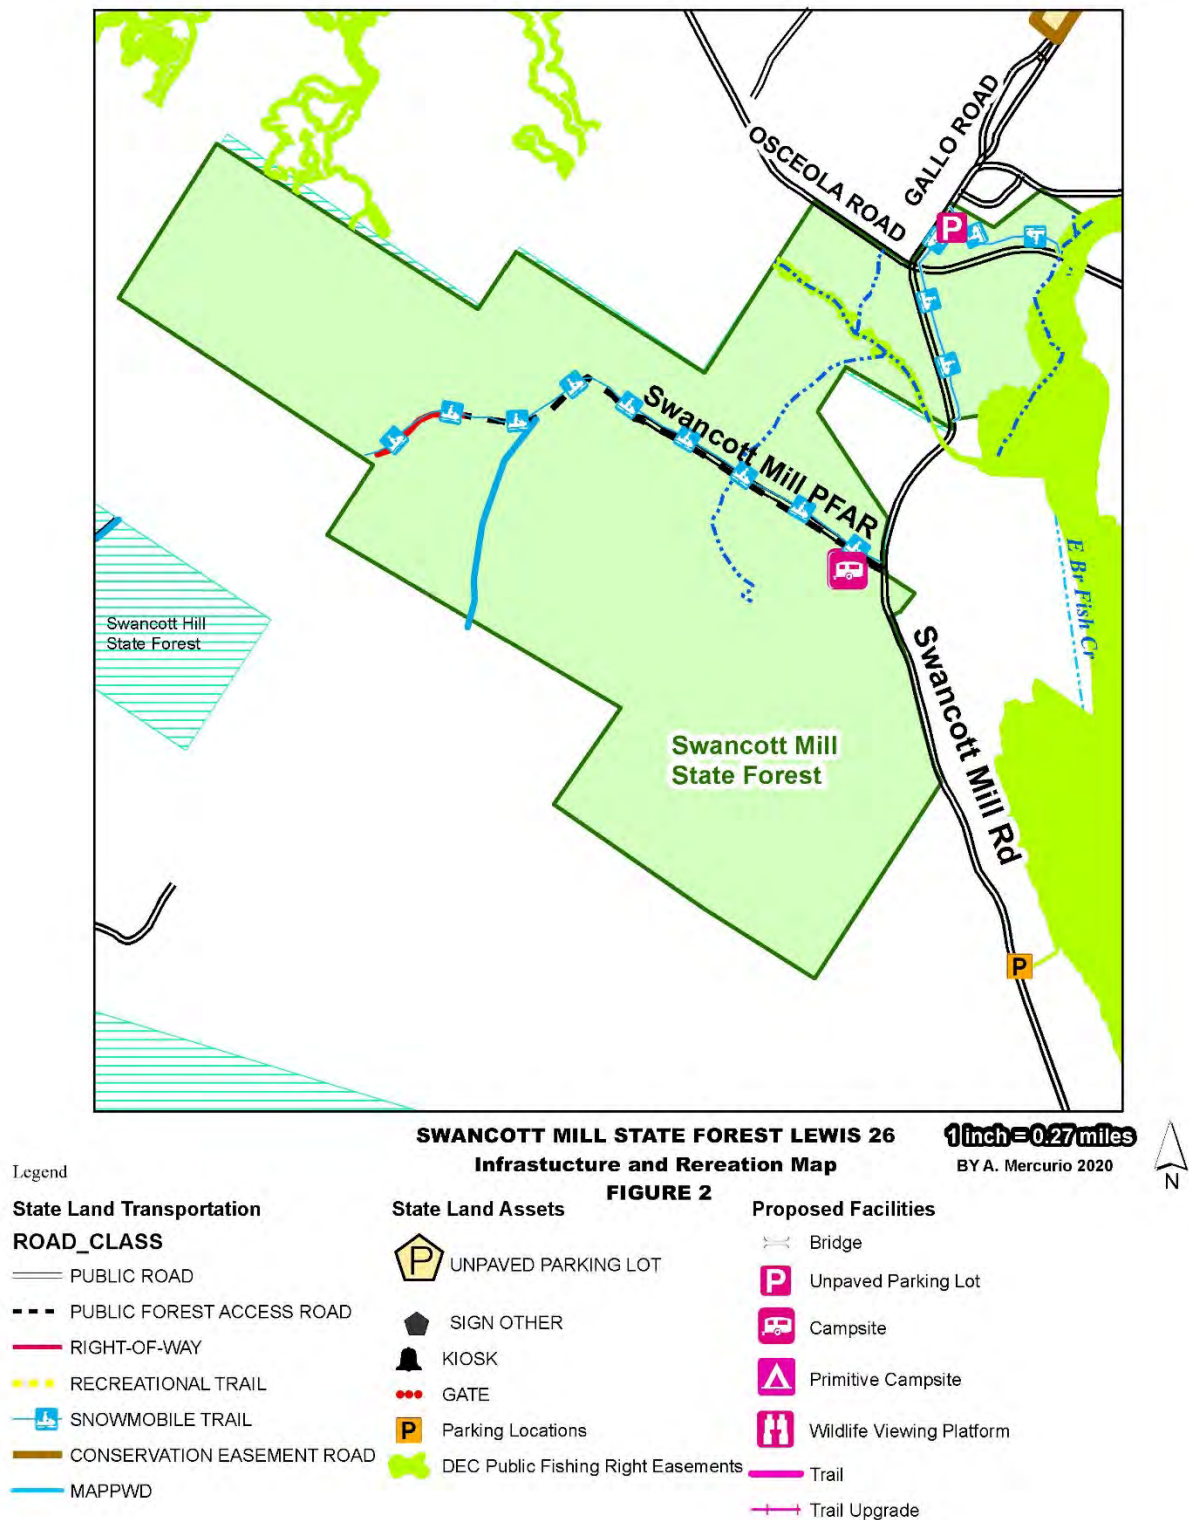 OSCEOLA ROAD
GALLO ROAD
P
Swancott Mill PFAR
E Br Fish Cr
Swancott Hill
State Forest
Swancott Mill Rd
Swancott Mill
State Forest
P
SWANCOTT MILL STATE FOREST LEWIS 26
Infrastucture and Rereation Map
FIGURE 2
1 inch = 0.27 miles
BY A. Mercurio 2020
N
Legend
State Land Transportation
ROAD_CLASS
PUBLIC ROAD
PUBLIC FOREST ACCESS ROAD
RIGHT-OF-WAY
RECREATIONAL TRAIL
SNOWMOBILE TRAIL
CONSERVATION EASEMENT ROAD
MAPPWD
State Land Assets
P UNPAVED PARKING LOT
SIGN OTHER
KIOSK
GATE
P Parking Locations
DEC Public Fishing Right Easements
Proposed Facilities
Bridge
P Unpaved Parking Lot
Campsite
Primitive Campsite
Wildlife Viewing Platform
Trail
Trail Upgrade